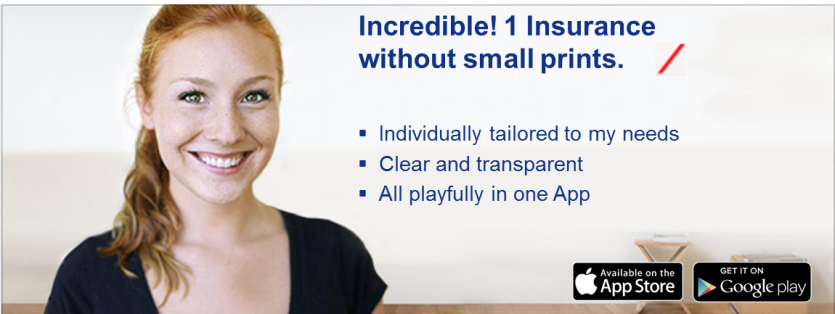 Incredible! 1 Insurance
without small prints.
Individually tailored to my needs
Clear and transparent
All playfully in one App
Available on the
App Store
GET IT ON
Google play